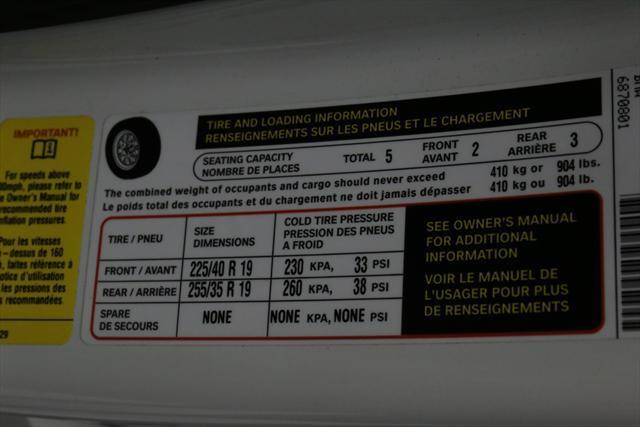 IMPORTANT!
For speeds above
mph, please refer to
Owner's Manual for
recommended tire
inflation pressures.
Pour les vitesses
dessus de 160
, faites référence à
notice d'utilisation
les pressions des
recommandées
29
TIRE AND LOADING INFORMATION
RENSEIGNEMENTS SUR LES PNEUS ET LE CHARGEMENT
SEATING CAPACITY
NOMBRE DE PLACES
TOTAL 5
FRONT
AVANT 2
REAR
ARRIÈRE 3
The combined weight of occupants and cargo should never exceed 410 kg or 904 lbs.
Le poids total des occupants et du chargement ne doit jamais dépasser 410 kg ou 904 lb.
TIRE / PNEU
SIZE
DIMENSIONS
COLD TIRE PRESSURE
PRESSION DES PNEUS
A FROID
FRONT / AVANT 225/40 R 19 230 KPA, 33 PSI
REAR / ARRIÈRE 255/35 R 19 260 KPA, 38 PSI
SPARE
DE SECOURS
NONE NONE KPA, NONE PSI
SEE OWNER'S MANUAL
FOR ADDITIONAL
INFORMATION
VOIR LE MANUEL DE
L'USAGER POUR PLUS
DE RENSEIGNEMENTS
BMW
6870801